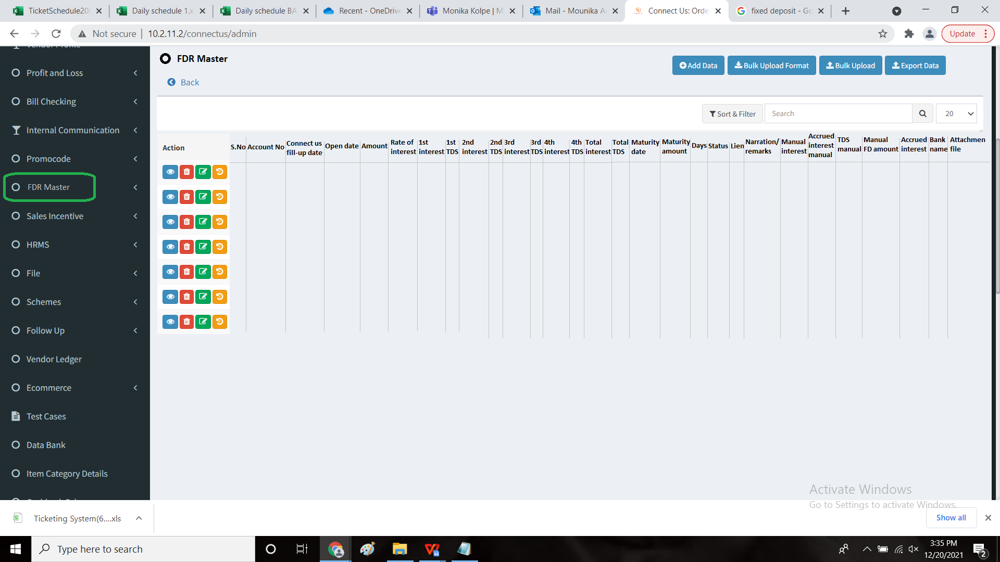 TicketSchedule20
Daily schedule 1.x
Daily schedule BA
Recent - OneDrive
Monika Kolpe | M
Mail - Mounika A
Connect Us: Orde
fixed deposit - Go
Not secure | 10.2.11.2/connectus/admin
Update
Vendor Profile
Profit and Loss
Bill Checking
Internal Communication
Promocode
FDR Master
Sales Incentive
HRMS
File
Schemes
Follow Up
Vendor Ledger
Ecommerce
Test Cases
Data Bank
Item Category Details
FDR Master
Back
Add Data
Bulk Upload Format
Bulk Upload
Export Data
Sort & Filter
Search
20
Action
S.No
Account No
Connect us
fill-up date
Open date
Amount
Rate of
interest
1st
interest
1st
TDS
2nd
interest
2nd
TDS
3rd
interest
3rd
TDS
4th
interest
4th
TDS
Total
interest
Total
TDS
Maturity
date
Maturity
amount
Days
Status
Lien
Narration/
remarks
Manual
interest
Accrued
interest
manual
TDS
manual
Manual
FD amount
Accrued
interest
Bank
name
Attachmen
file
Activate Windows
Go to Settings to activate Windows.
Ticketing System(6....xls
Show all
Type here to search
3:35 PM
12/20/2021
2